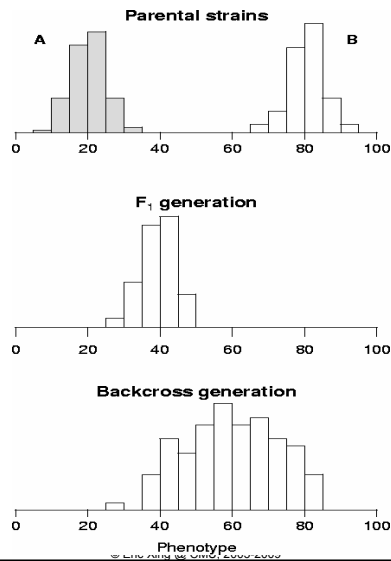 Parental strains
A B
0 20 40 60 80 100
F₁ generation
0 20 40 60 80 100
Backcross generation
0 20 40 60 80 100
Phenotype